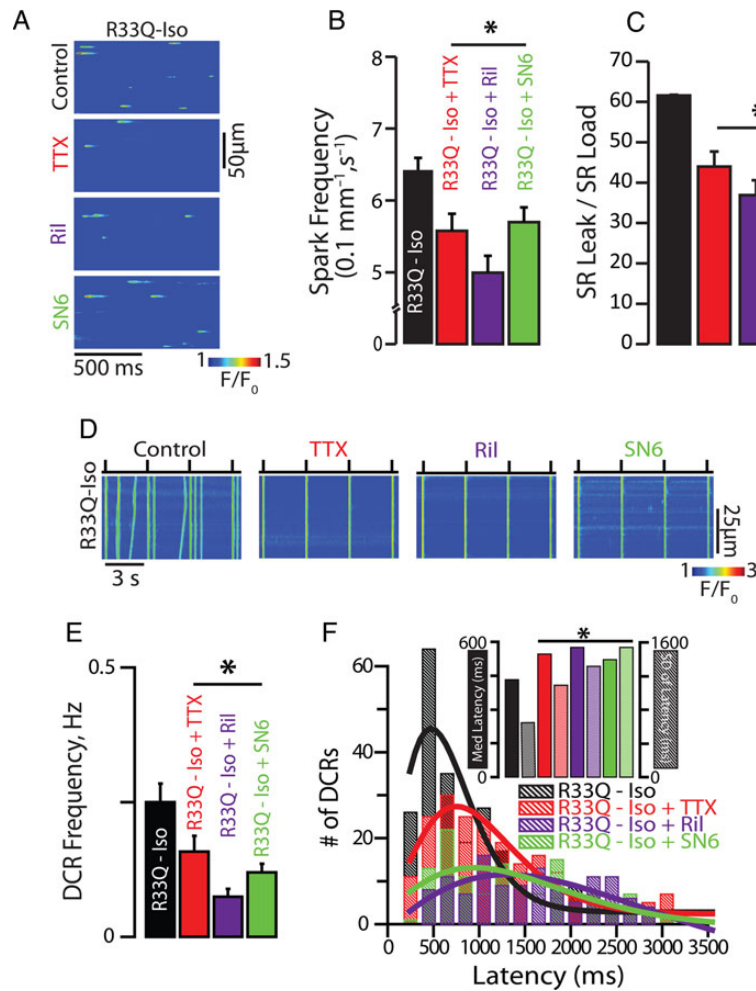 A
R33Q-Iso
Control
TTX
Ril
SN6
50µm
500 ms
1 1.5
F/F0
B
*
Spark Frequency
(0.1 mm⁻¹,s⁻¹)
8
7
6
5
0
R33Q - Iso
R33Q - Iso + TTX
R33Q - Iso + Ril
R33Q - Iso + SN6
C
SR Leak / SR Load
70
60
50
40
30
20
10
0
D
Control TTX Ril SN6
R33Q-Iso
3 s
25µm
1 3
F/F0
E
*
DCR Frequency, Hz
0.5
0
R33Q - Iso
R33Q - Iso + TTX
R33Q - Iso + Ril
R33Q - Iso + SN6
F
*
# of DCRs
60
50
40
30
20
10
0
600
0
Med Latency (ms)
1600
0
SD of Latency (ms)
R33Q - Iso
R33Q - Iso + TTX
R33Q - Iso + Ril
R33Q - Iso + SN6
0 500 1000 1500 2000 2500 3000 3500
Latency (ms)